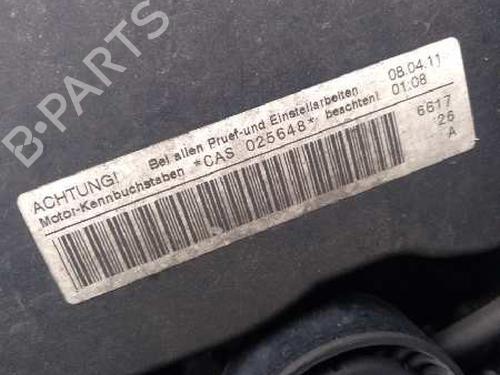 B-PARTS
ACHTUNG! Bei allen Pruef-und Einstellarbeiten 08.04.11
Motor-Kennbuchstaben *CAS 025648* beachten! 01:08
6617
26
A